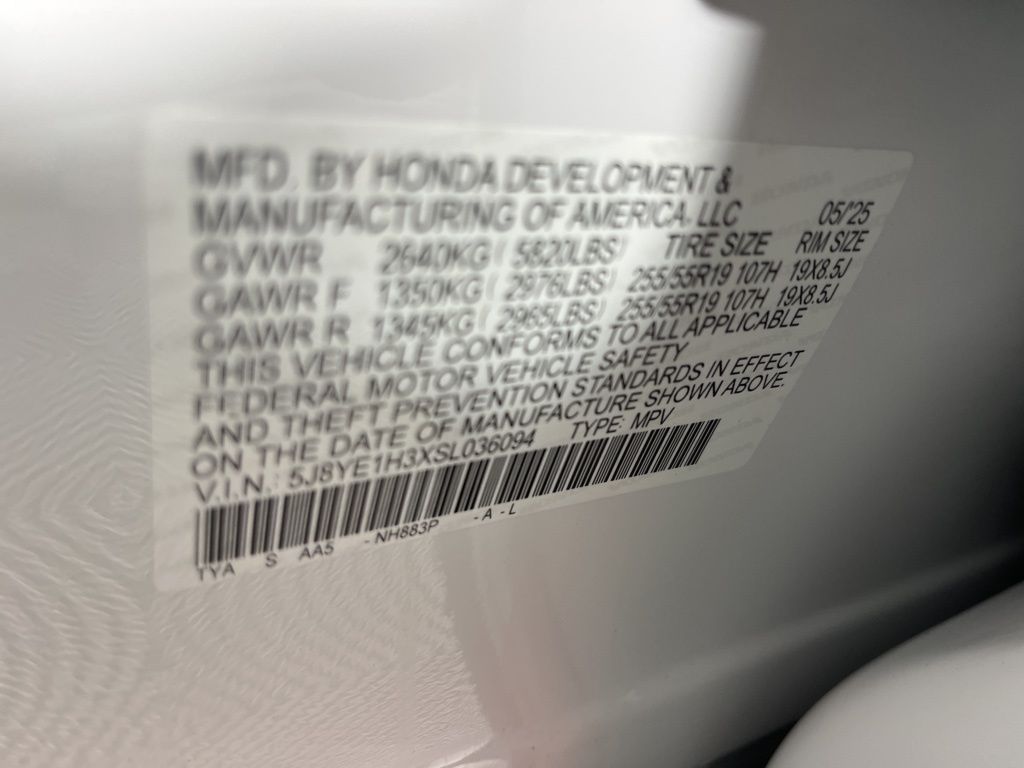 MFD. BY HONDA DEVELOPMENT &
MANUFACTURING OF AMERICA, LLC 05/25
GVWR 2640KG ( 5820LBS) TIRE SIZE RIM SIZE
GAWR F 1350KG ( 2976LBS) 255/55R19 107H 19X8.5J
GAWR R 1345KG ( 2965LBS) 255/55R19 107H 19X8.5J
THIS VEHICLE CONFORMS TO ALL APPLICABLE
FEDERAL MOTOR VEHICLE SAFETY
AND THEFT PREVENTION STANDARDS IN EFFECT
ON THE DATE OF MANUFACTURE SHOWN ABOVE.
V.I.N.: 5J8YE1H3XSL036094 TYPE: MPV
TYA S AA5 - NH883P - A - L